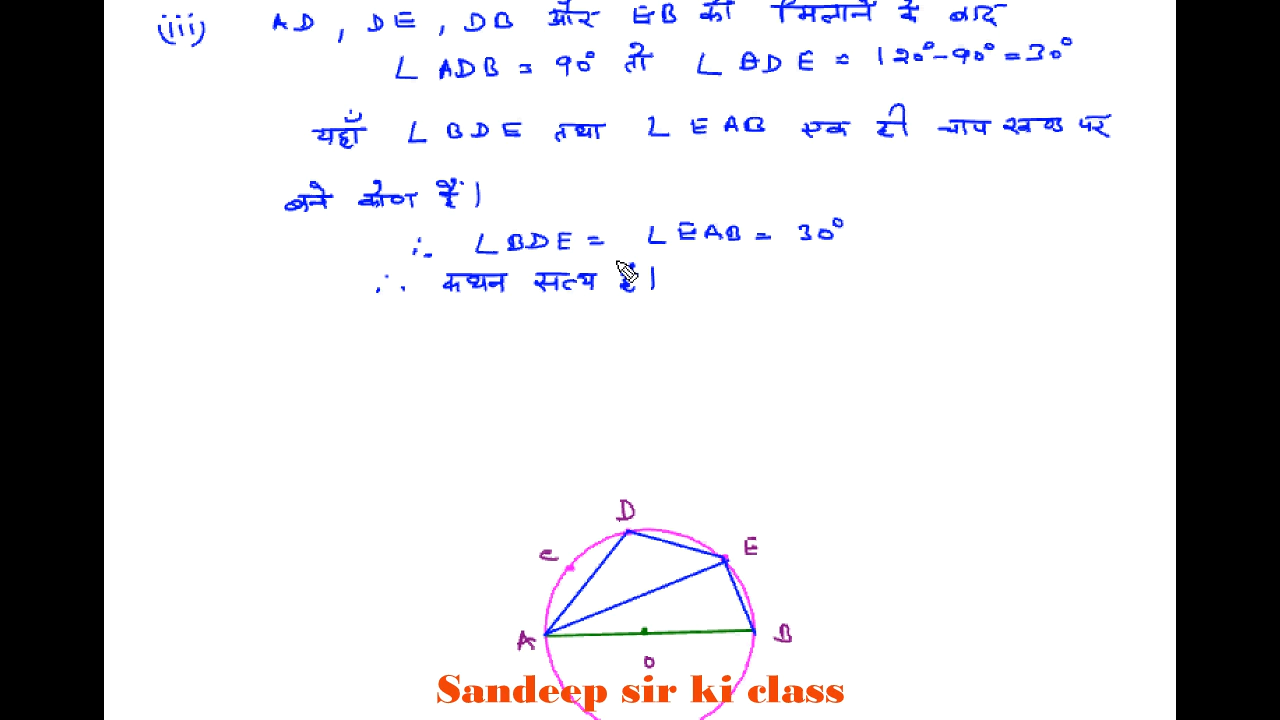 (iii) AD, DE, DB और EB को मिलाने के बाद
∠ADB = 90° तो ∠BDE = 120° - 90° = 30°
यहाँ ∠BDE तथा ∠EAB एक ही चाप खण्ड पर
बने कोण हैं।
∴ ∠BDE = ∠EAB = 30°
∴ कथन सत्य है।
D
C
E
A
B
O
Sandeep sir ki class